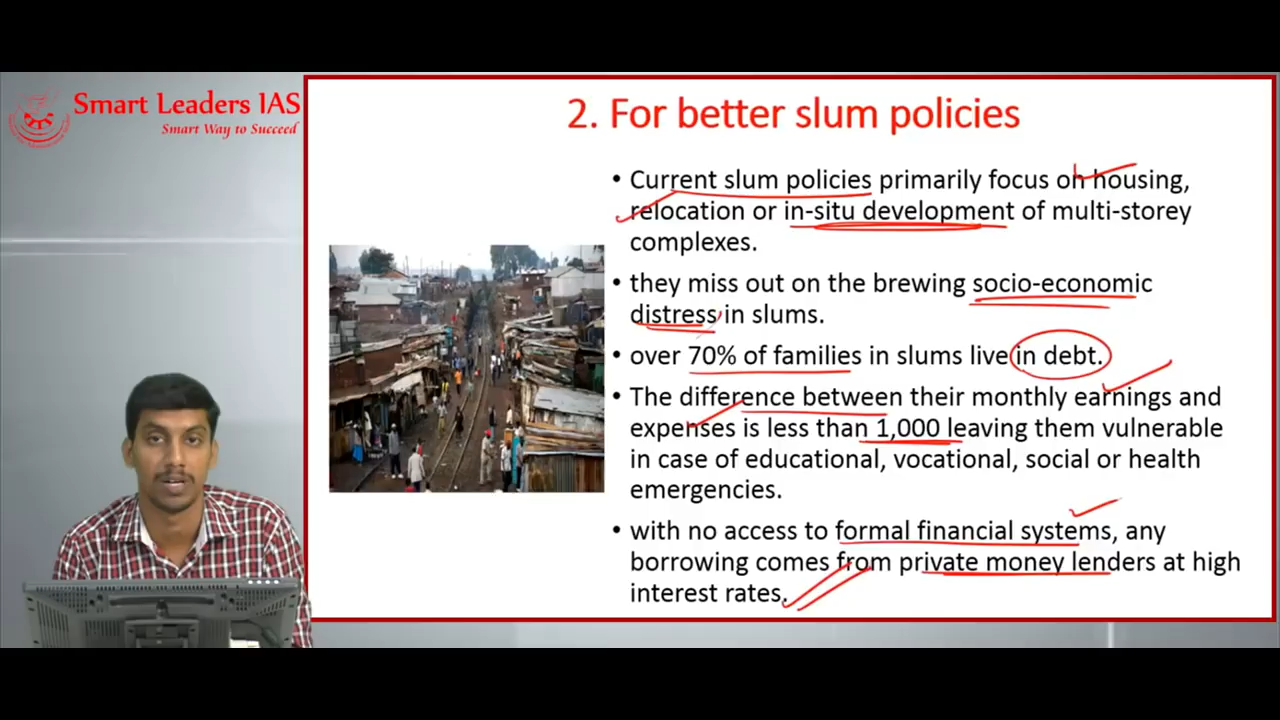 Smart Leaders IAS
Smart Way to Succeed
2. For better slum policies
• Current slum policies primarily focus on housing,
relocation or in-situ development of multi-storey
complexes.
• they miss out on the brewing socio-economic
distress in slums.
• over 70% of families in slums live in debt.
• The difference between their monthly earnings and
expenses is less than 1,000 leaving them vulnerable
in case of educational, vocational, social or health
emergencies.
• with no access to formal financial systems, any
borrowing comes from private money lenders at high
interest rates.